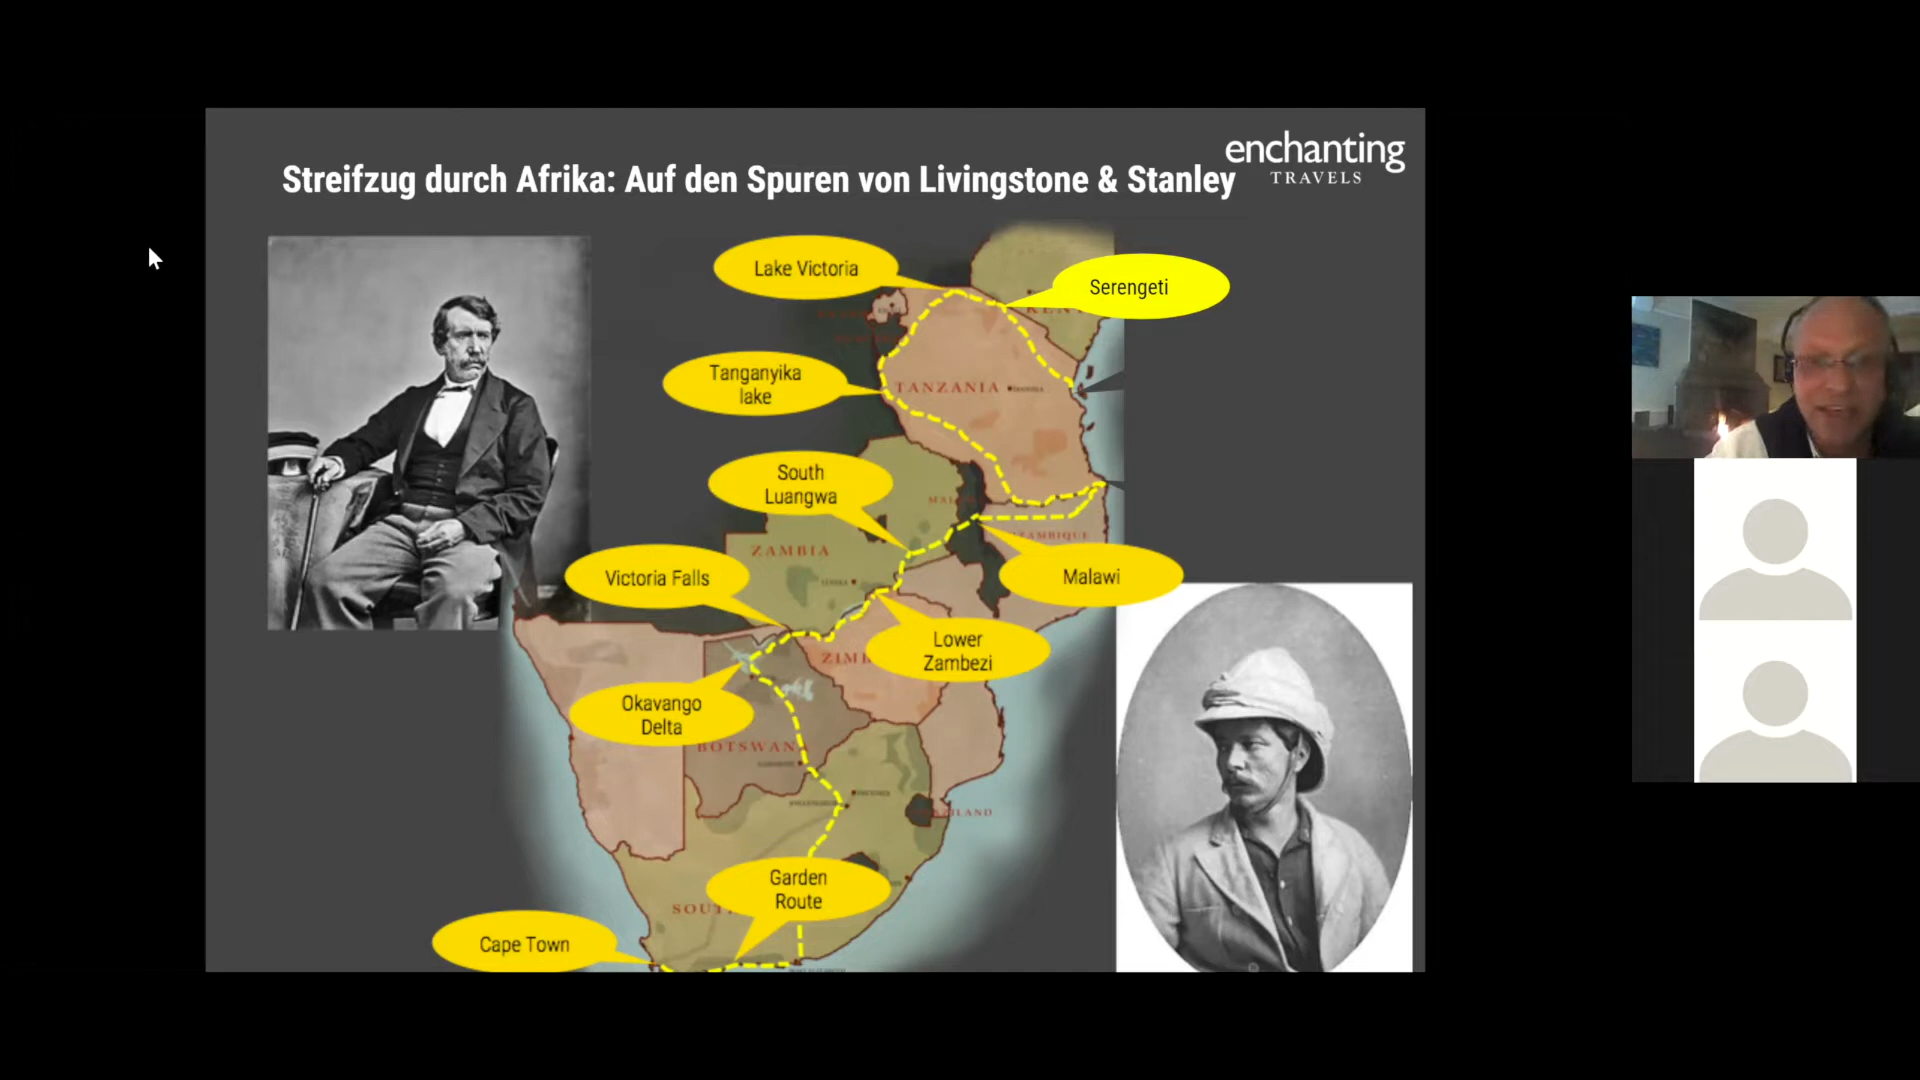 enchanting
TRAVELS
Streifzug durch Afrika: Auf den Spuren von Livingstone & Stanley
Lake Victoria
Serengeti
Tanganyika
lake
TANZANIA
South
Luangwa
ZAMBIA
Victoria Falls
Malawi
Lower
Zambezi
Okavango
Delta
Garden
Route
Cape Town